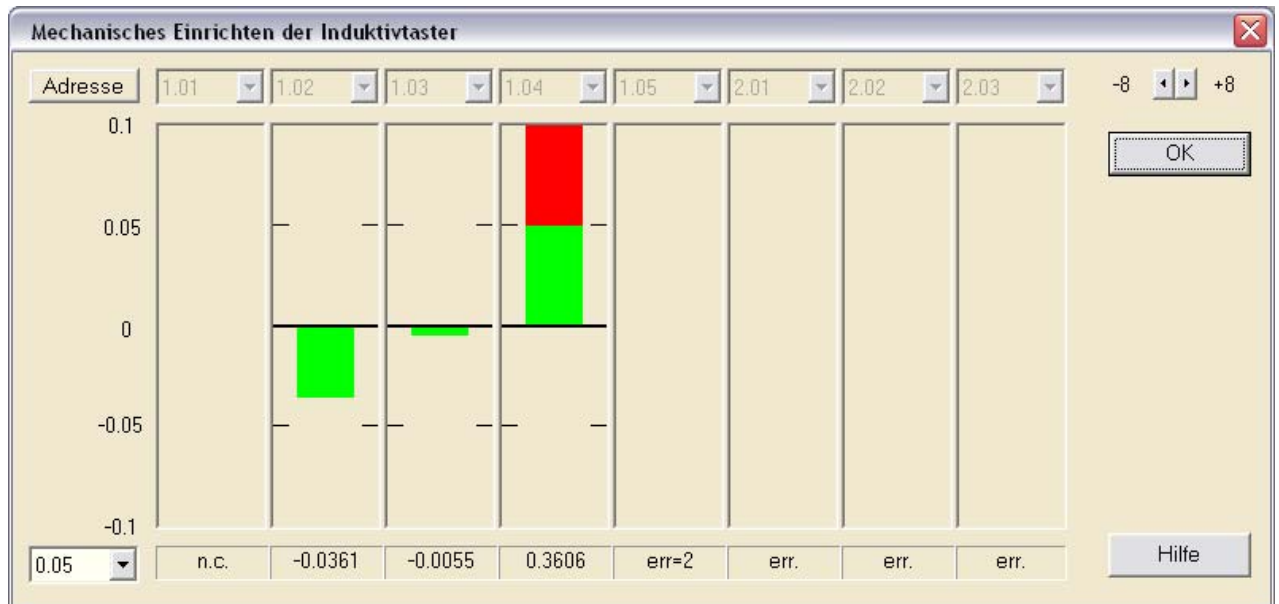 Mechanisches Einrichten der Induktivtaster
Adresse 1.01 1.02 1.03 1.04 1.05 2.01 2.02 2.03 -8 +8
0.1
OK
0.05
0
-0.05
-0.1
0.05 n.c. -0.0361 -0.0055 0.3606 err=2 err. err. err. Hilfe